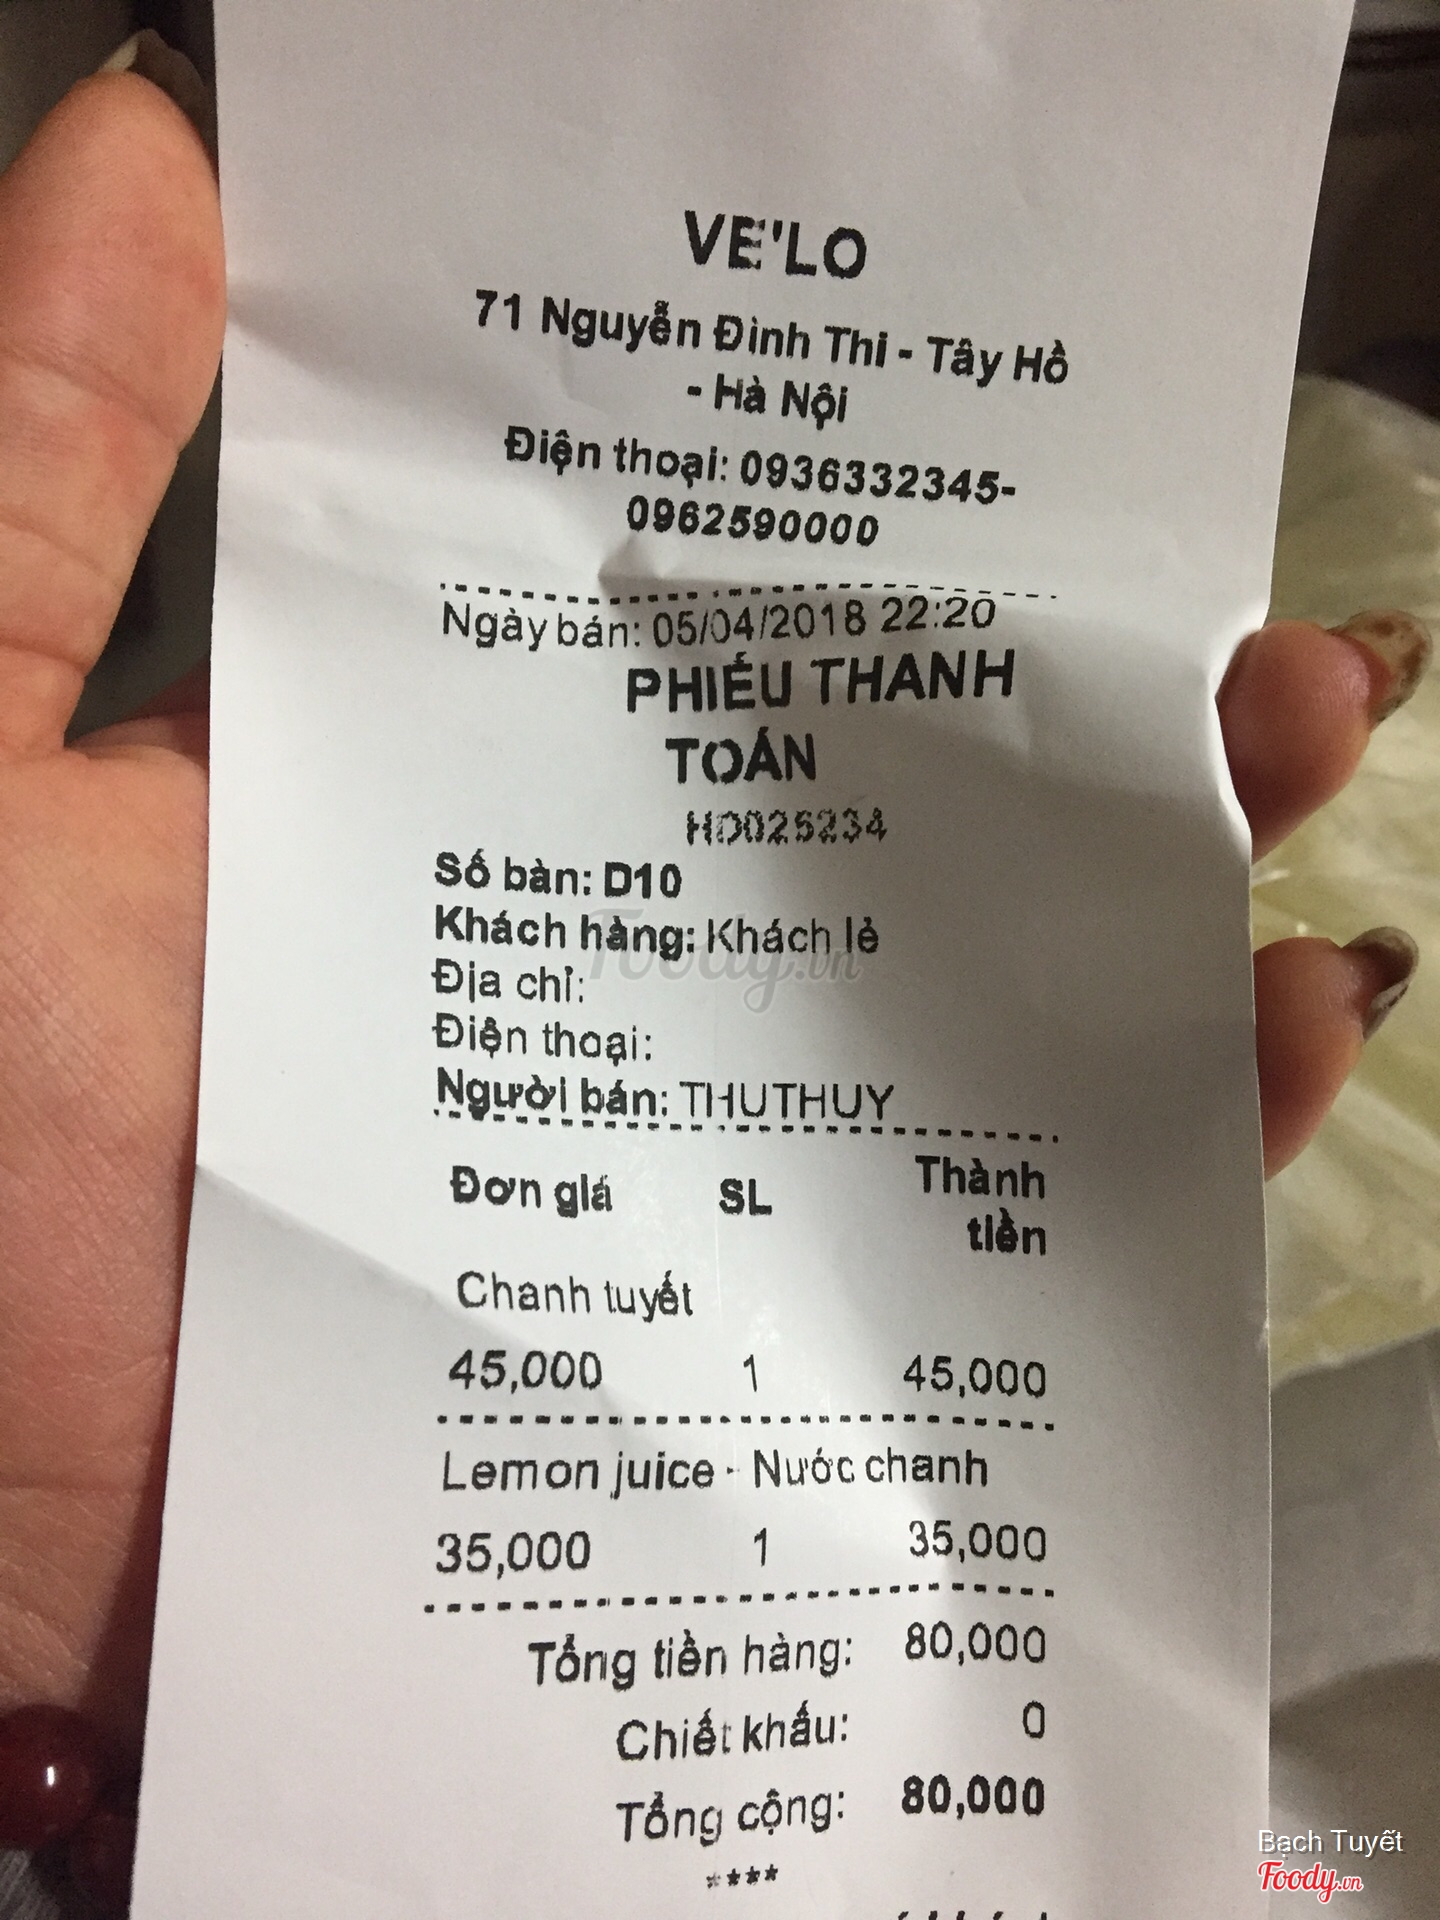 VE'LO
71 Nguyễn Đình Thi - Tây Hồ
- Hà Nội
Điện thoại: 0936332345-
0962590000
Ngày bán: 05/04/2018 22:20
PHIẾU THANH
TOÁN
HD025234
Số bàn: D10
Khách hàng: Khách lẻ
Foody.vn
Địa chỉ:
Điện thoại:
Người bán: THUTHUY
Đơn giá SL Thành
tiền
Chanh tuyết
45,000 1 45,000
Lemon juice - Nước chanh
35,000 1 35,000
Tổng tiền hàng: 80,000
Chiết khấu: 0
Tổng cộng: 80,000
****
Bạch Tuyết
Foody.vn